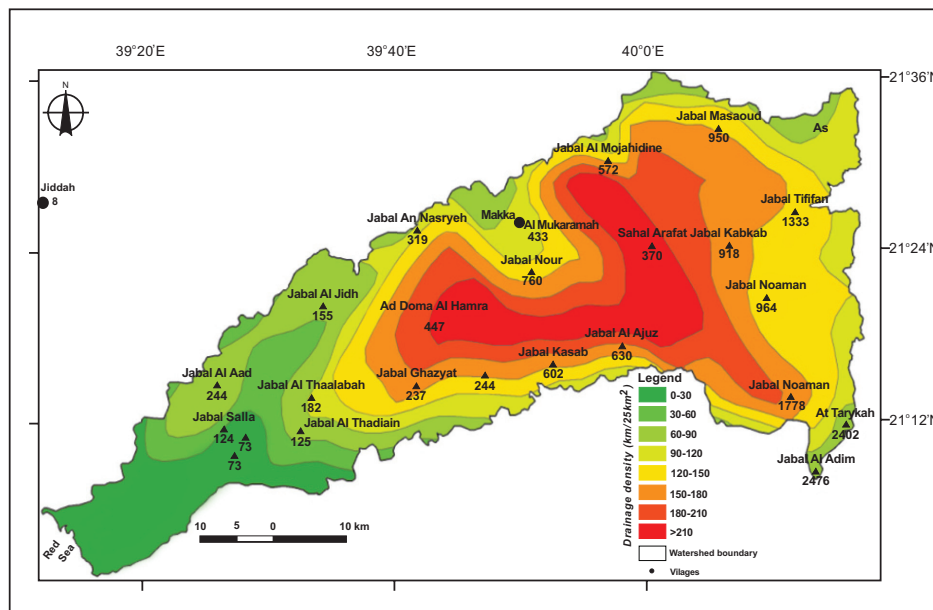 39°20'E
39°40'E
40°0'E
21°36'N
N
Jabal Masaoud
950
As
Jabal Al Mojahidine
572
Jiddah
8
Jabal Tififan
1333
Jabal An Nasryeh
319
Makka
Al Mukaramah
433
Sahal Arafat
370
Jabal Kabkab
918
21°24'N
Jabal Nour
760
Jabal Noaman
964
Jabal Al Jidh
155
Ad Doma Al Hamra
447
Jabal Al Ajuz
630
Jabal Kasab
602
Jabal Al Aad
244
Jabal Al Thaalabah
182
Jabal Ghazyat
237
244
Jabal Noaman
1778
Jabal Salla
124
73
73
Jabal Al Thadiain
125
At Tarykah
2402
21°12'N
Jabal Al Adim
2476
Legend
Drainage density (km/25km²)
0-30
30-60
60-90
90-120
120-150
150-180
180-210
>210
Watershed boundary
Vilages
10 5 0 10 km
Red
Sea